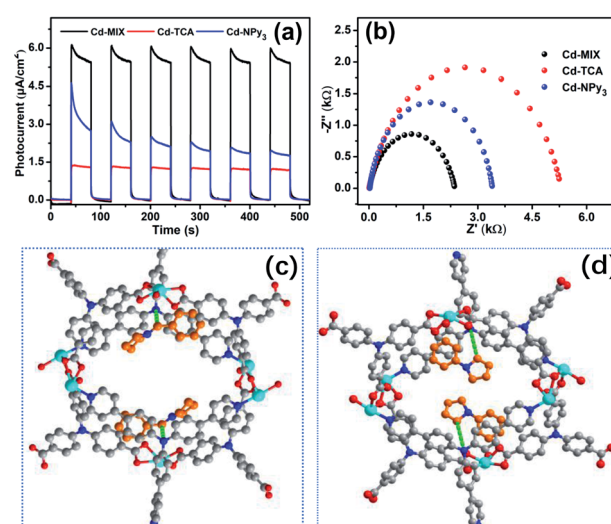 (a)
Cd-MIX Cd-TCA Cd-NPy₃
Photocurrent (μA/cm²)
6.0
4.5
3.0
1.5
0.0
0 100 200 300 400 500
Time (s)
(b)
Cd-MIX
Cd-TCA
Cd-NPy₃
-Z'' (kΩ)
2.0
1.5
1.0
0.5
0.0
0.0 1.5 3.0 4.5 6.0
Z' (kΩ)
(c)
(d)